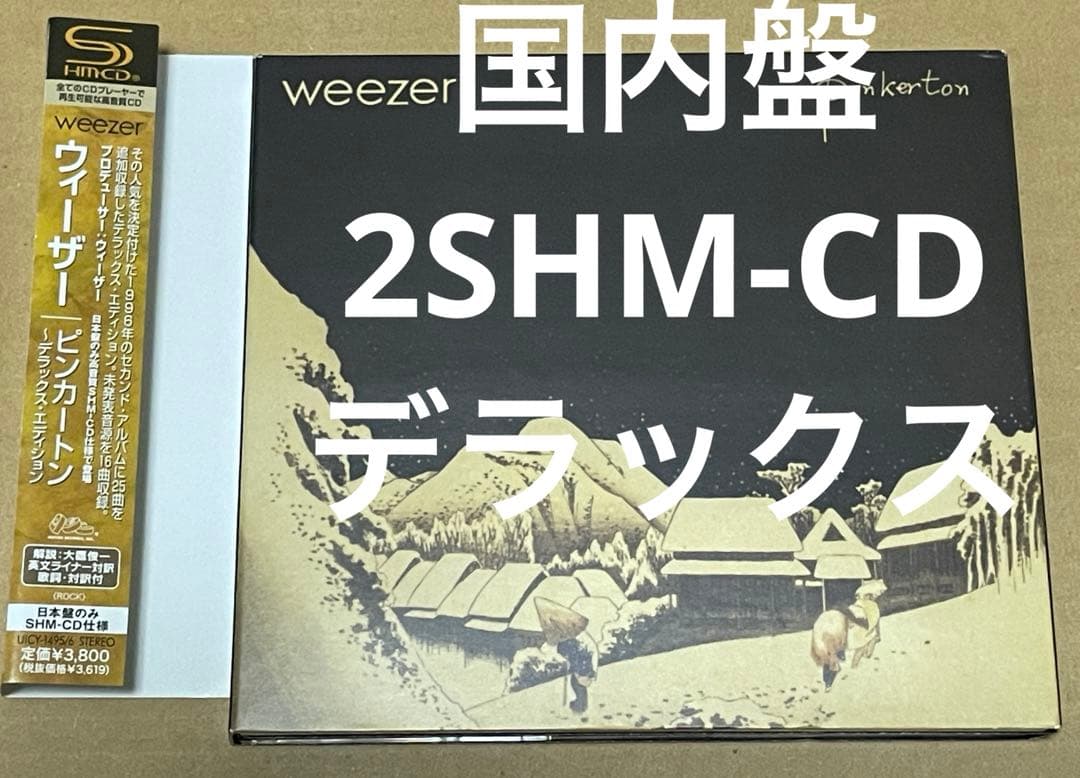 SHM-CD®
全てのCDプレーヤーで
再生可能な高音質CD
weezer
ウィーザー|ピンカートン
~デラックス・エディション
その人気を決定付けた1996年のセカンド・アルバムに25曲を
追加収録したデラックス・エディション。未発表音源を16曲収録。
プロデューサー:ウィーザー 日本盤のみ高音質SHM-CD仕様で登場
解説:大鷹俊一
英文ライナー対訳
歌詞・対訳付
(ROCK)
日本盤のみ
SHM-CD仕様
UICY-1495/6 STEREO
定価¥3,800
(税抜価格¥3,619)
weezer
nkerton
国内盤
2SHM-CD
デラックス